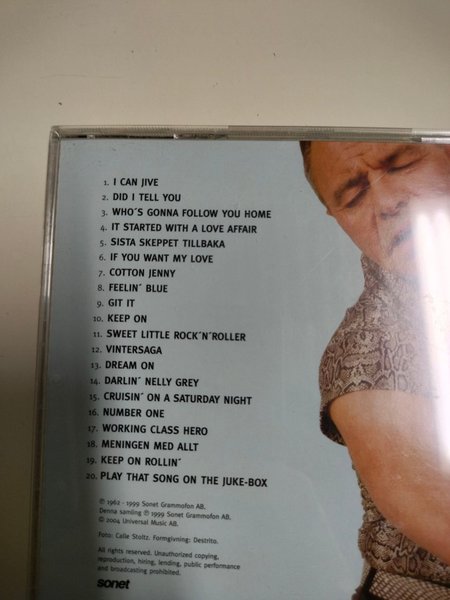 1. I CAN JIVE
2. DID I TELL YOU
3. WHO'S GONNA FOLLOW YOU HOME
4. IT STARTED WITH A LOVE AFFAIR
5. SISTA SKEPPET TILLBAKA
6. IF YOU WANT MY LOVE
7. COTTON JENNY
8. FEELIN' BLUE
9. GIT IT
10. KEEP ON
11. SWEET LITTLE ROCK'N'ROLLER
12. VINTERSAGA
13. DREAM ON
14. DARLIN' NELLY GREY
15. CRUISIN' ON A SATURDAY NIGHT
16. NUMBER ONE
17. WORKING CLASS HERO
18. MENINGEN MED ALLT
19. KEEP ON ROLLIN'
20. PLAY THAT SONG ON THE JUKE-BOX
℗ 1962 - 1999 Sonet Grammofon AB.
Denna samling ℗ 1999 Sonet Grammofon AB.
© 2004 Universal Music AB.
Foto: Calle Stoltz. Formgivning: Destrito.
All rights reserved. Unauthorized copying,
reproduction, hiring, lending, public performance
and broadcasting prohibited.
sonet